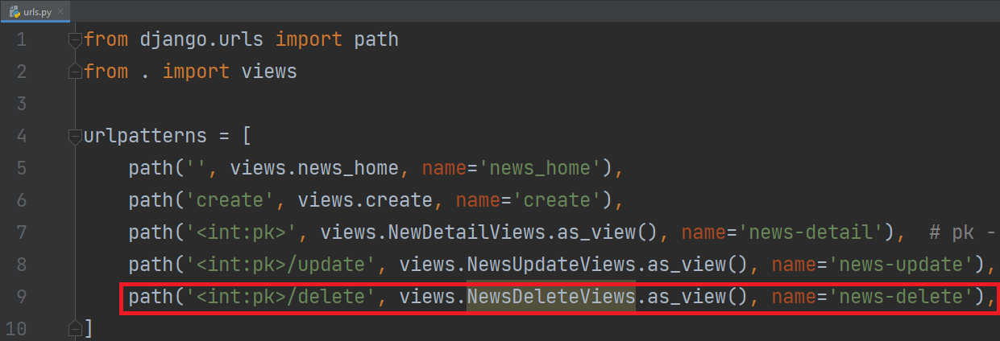 urls.py
1 from django.urls import path
2 from . import views
3
4 urlpatterns = [
5 path('', views.news_home, name='news_home'),
6 path('create', views.create, name='create'),
7 path('<int:pk>', views.NewDetailViews.as_view(), name='news-detail'), # pk -
8 path('<int:pk>/update', views.NewsUpdateViews.as_view(), name='news-update'),
9 path('<int:pk>/delete', views.NewsDeleteViews.as_view(), name='news-delete'),
10 ]